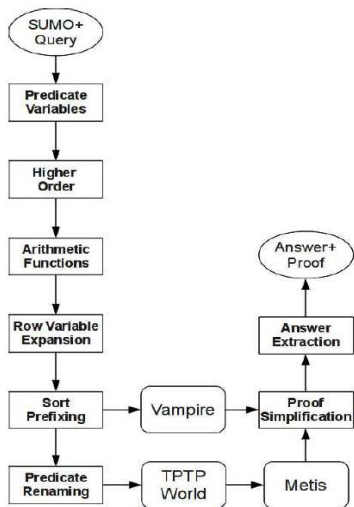 SUMO+
Query
Predicate
Variables
Higher
Order
Arithmetic
Functions
Row Variable
Expansion
Sort
Prefixing
Predicate
Renaming
Vampire
TPTP
World
Metis
Proof
Simplification
Answer
Extraction
Answer+
Proof